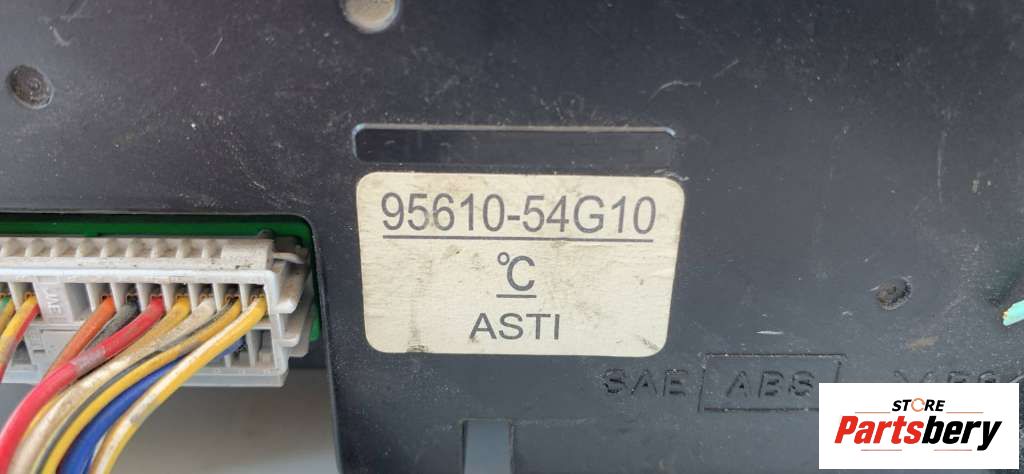 95610-54G10
℃
ASTI
SAE ABS
STORE
Partsbery